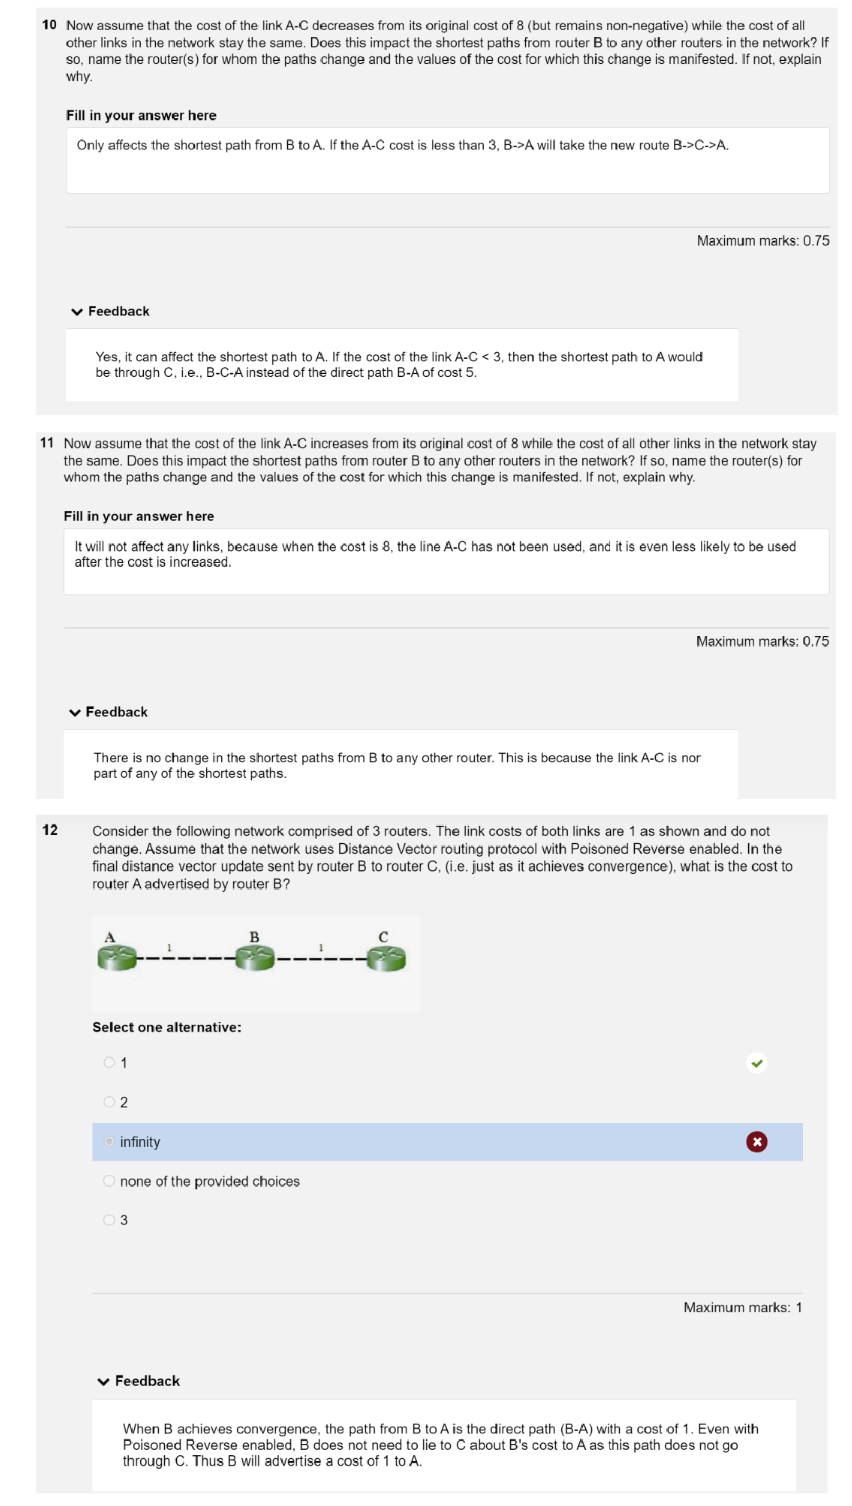 10 Now assume that the cost of the link A-C decreases from its original cost of 8 (but remains non-negative) while the cost of all
other links in the network stay the same. Does this impact the shortest paths from router B to any other routers in the network? If
so, name the router(s) for whom the paths change and the values of the cost for which this change is manifested. If not, explain
why.
Fill in your answer here
Only affects the shortest path from B to A. If the A-C cost is less than 3, B->A will take the new route B->C->A.
Maximum marks: 0.75
Feedback
Yes, it can affect the shortest path to A. If the cost of the link A-C < 3, then the shortest path to A would
be through C, i.e., B-C-A instead of the direct path B-A of cost 5.
11 Now assume that the cost of the link A-C increases from its original cost of 8 while the cost of all other links in the network stay
the same. Does this impact the shortest paths from router B to any other routers in the network? If so, name the router(s) for
whom the paths change and the values of the cost for which this change is manifested. If not, explain why.
Fill in your answer here
It will not affect any links, because when the cost is 8, the line A-C has not been used, and it is even less likely to be used
after the cost is increased.
Maximum marks: 0.75
Feedback
There is no change in the shortest paths from B to any other router. This is because the link A-C is nor
part of any of the shortest paths.
12 Consider the following network comprised of 3 routers. The link costs of both links are 1 as shown and do not
change. Assume that the network uses Distance Vector routing protocol with Poisoned Reverse enabled. In the
final distance vector update sent by router B to router C, (i.e. just as it achieves convergence), what is the cost to
router A advertised by router B?
A B C
1 1
Select one alternative:
1
2
infinity
none of the provided choices
3
Maximum marks: 1
Feedback
When B achieves convergence, the path from B to A is the direct path (B-A) with a cost of 1. Even with
Poisoned Reverse enabled, B does not need to lie to C about B's cost to A as this path does not go
through C. Thus B will advertise a cost of 1 to A.